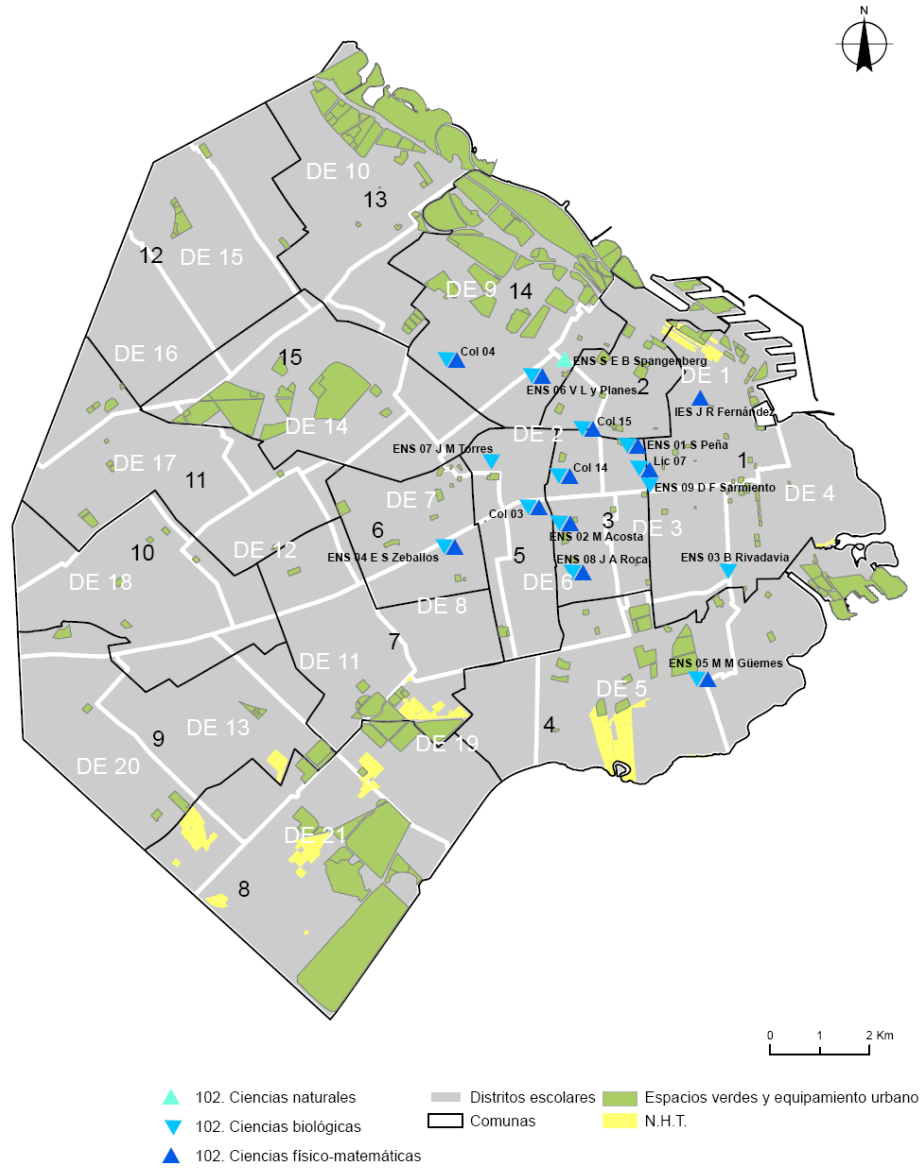 N
DE 10
13
12
DE 15
DE 9
14
DE 16
15
Col 04
ENS S E B Spangenberg
2
DE 1
ENS 06 V L y Planes
IES J R Fernández
DE 14
Col 15
DE 2
ENS 01 S Peña
ENS 07 J M Torres
1
DE 17
11
Col 14
Lic 07
ENS 09 D F Sarmiento
DE 4
DE 7
Col 03
6
3
DE 3
ENS 02 M Acosta
10
DE 12
ENS 04 E S Zeballos
5
ENS 08 J A Roca
ENS 03 B Rivadavia
DE 18
DE 6
DE 8
7
DE 11
ENS 05 M M Güemes
DE 5
DE 13
4
9
DE 19
DE 20
DE 21
8
0 1 2 Km
102. Ciencias naturales
Distritos escolares
Espacios verdes y equipamiento urbano
102. Ciencias biológicas
Comunas
N.H.T.
102. Ciencias físico-matemáticas